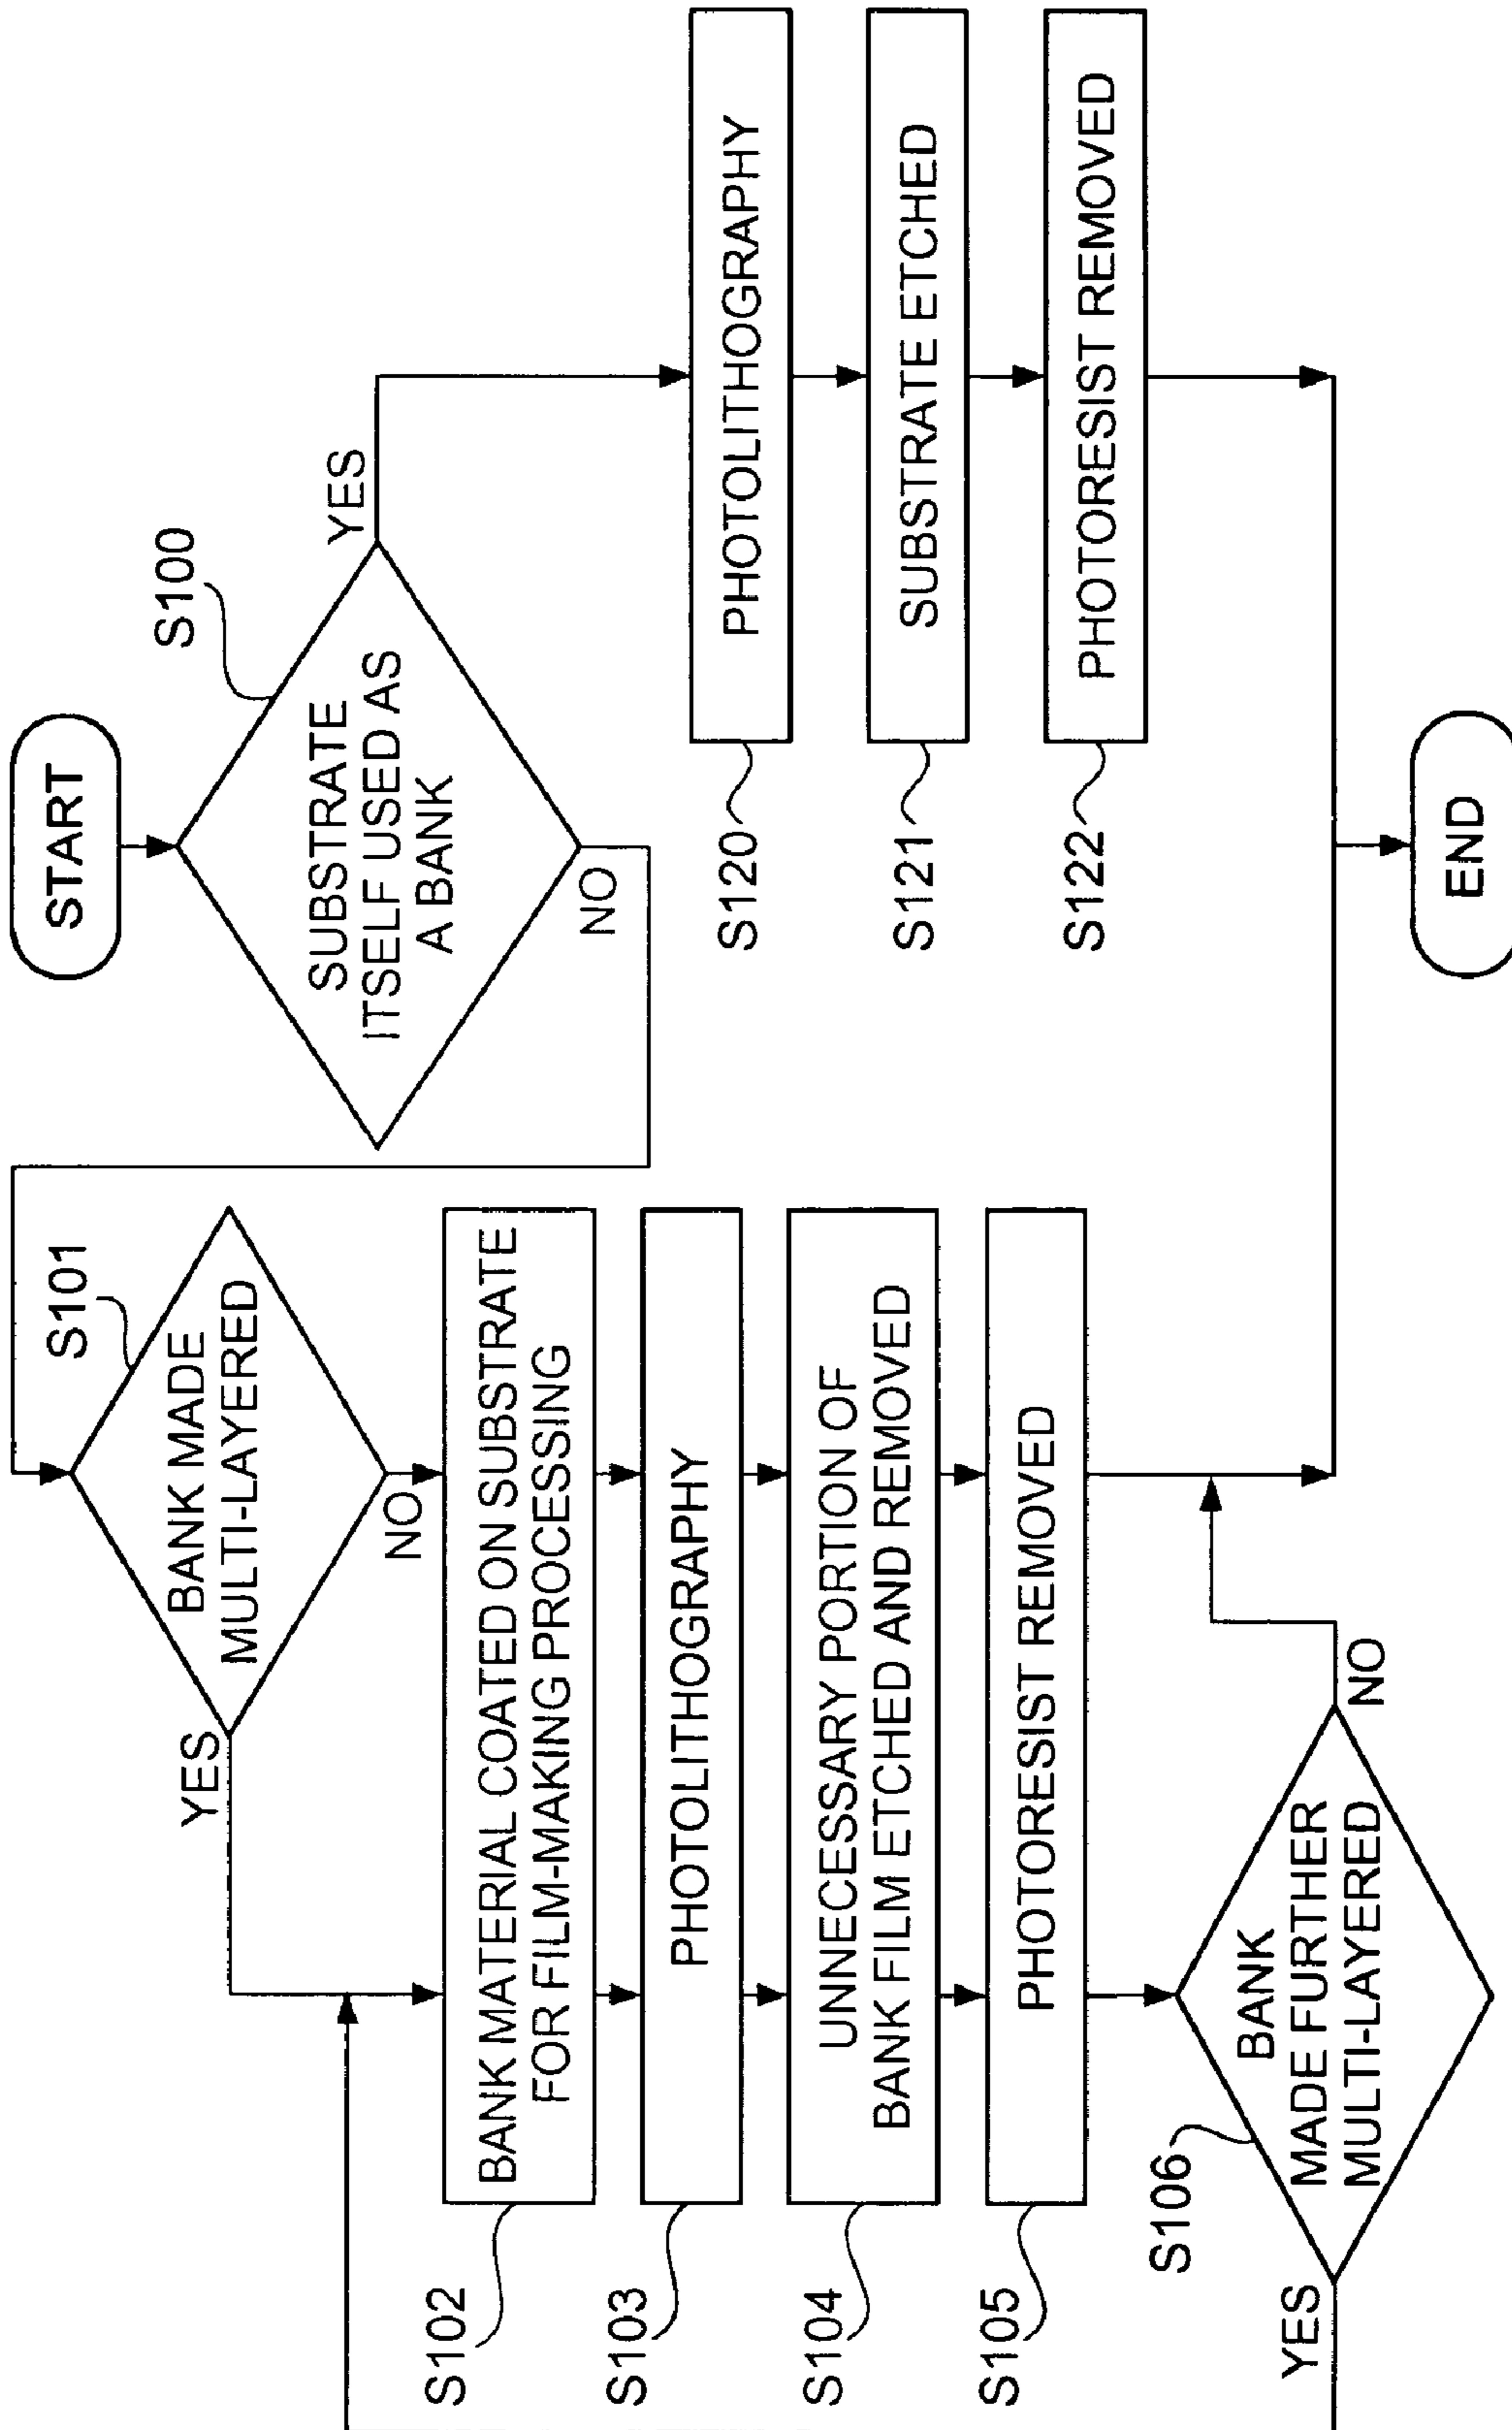 START
S100
SUBSTRATE
ITSELF USED AS
A BANK
YES
NO
S101
BANK MADE
MULTI-LAYERED
YES
NO
S102
BANK MATERIAL COATED ON SUBSTRATE
FOR FILM-MAKING PROCESSING
S103
PHOTOLITHOGRAPHY
S104
UNNECESSARY PORTION OF
BANK FILM ETCHED AND REMOVED
S105
PHOTORESIST REMOVED
S106
BANK
MADE FURTHER
MULTI-LAYERED
YES
NO
S120
PHOTOLITHOGRAPHY
S121
SUBSTRATE ETCHED
S122
PHOTORESIST REMOVED
END